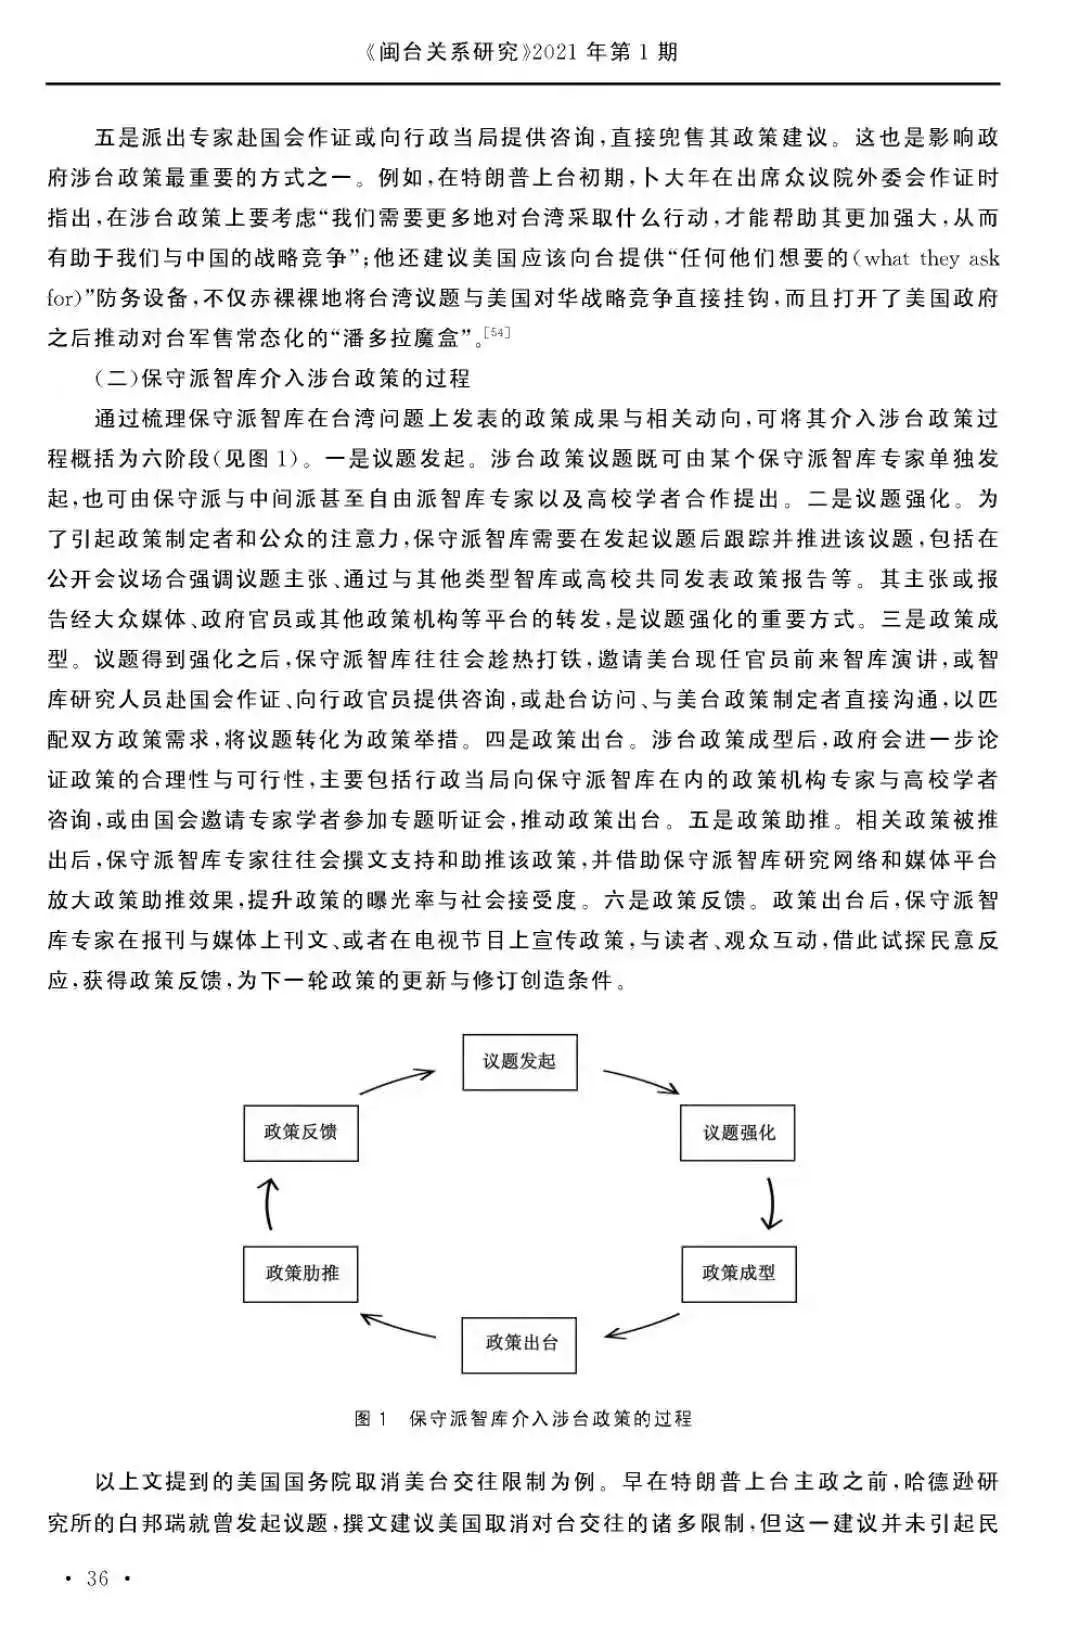 《闽台关系研究》2021 年第 1 期
五是派出专家赴国会作证或向行政当局提供咨询,直接兜售其政策建议。这也是影响政
府涉台政策最重要的方式之一。例如,在特朗普上台初期,卜大年在出席众议院外委会作证时
指出,在涉台政策上要考虑“我们需要更多地对台湾采取什么行动,才能帮助其更加强大,从而
有助于我们与中国的战略竞争”;他还建议美国应该向台提供“任何他们想要的(what they ask
for)”防务设备,不仅赤裸裸地将台湾议题与美国对华战略竞争直接挂钩,而且打开了美国政府
之后推动对台军售常态化的“潘多拉魔盒”。[54]
(二)保守派智库介入涉台政策的过程
通过梳理保守派智库在台湾问题上发表的政策成果与相关动向,可将其介入涉台政策过
程概括为六阶段(见图 1)。一是议题发起。涉台政策议题既可由某个保守派智库专家单独发
起,也可由保守派与中间派甚至自由派智库专家以及高校学者合作提出。二是议题强化。为
了引起政策制定者和公众的注意力,保守派智库需要在发起议题后跟踪并推进该议题,包括在
公开会议场合强调议题主张、通过与其他类型智库或高校共同发表政策报告等。其主张或报
告经大众媒体、政府官员或其他政策机构等平台的转发,是议题强化的重要方式。三是政策成
型。议题得到强化之后,保守派智库往往会趁热打铁,邀请美台现任官员前来智库演讲,或智
库研究人员赴国会作证、向行政官员提供咨询,或赴台访问、与美台政策制定者直接沟通,以匹
配双方政策需求,将议题转化为政策举措。四是政策出台。涉台政策成型后,政府会进一步论
证政策的合理性与可行性,主要包括行政当局向保守派智库在内的政策机构专家与高校学者
咨询,或由国会邀请专家学者参加专题听证会,推动政策出台。五是政策助推。相关政策被推
出后,保守派智库专家往往会撰文支持和助推该政策,并借助保守派智库研究网络和媒体平台
放大政策助推效果,提升政策的曝光率与社会接受度。六是政策反馈。政策出台后,保守派智
库专家在报刊与媒体上刊文、或者在电视节目上宣传政策,与读者、观众互动,借此试探民意反
应,获得政策反馈,为下一轮政策的更新与修订创造条件。
议题发起
政策反馈
议题强化
政策肋推
政策成型
政策出台
图 1 保守派智库介入涉台政策的过程
以上文提到的美国国务院取消美台交往限制为例。早在特朗普上台主政之前,哈德逊研
究所的白邦瑞就曾发起议题,撰文建议美国取消对台交往的诸多限制,但这一建议并未引起民
· 36 ·